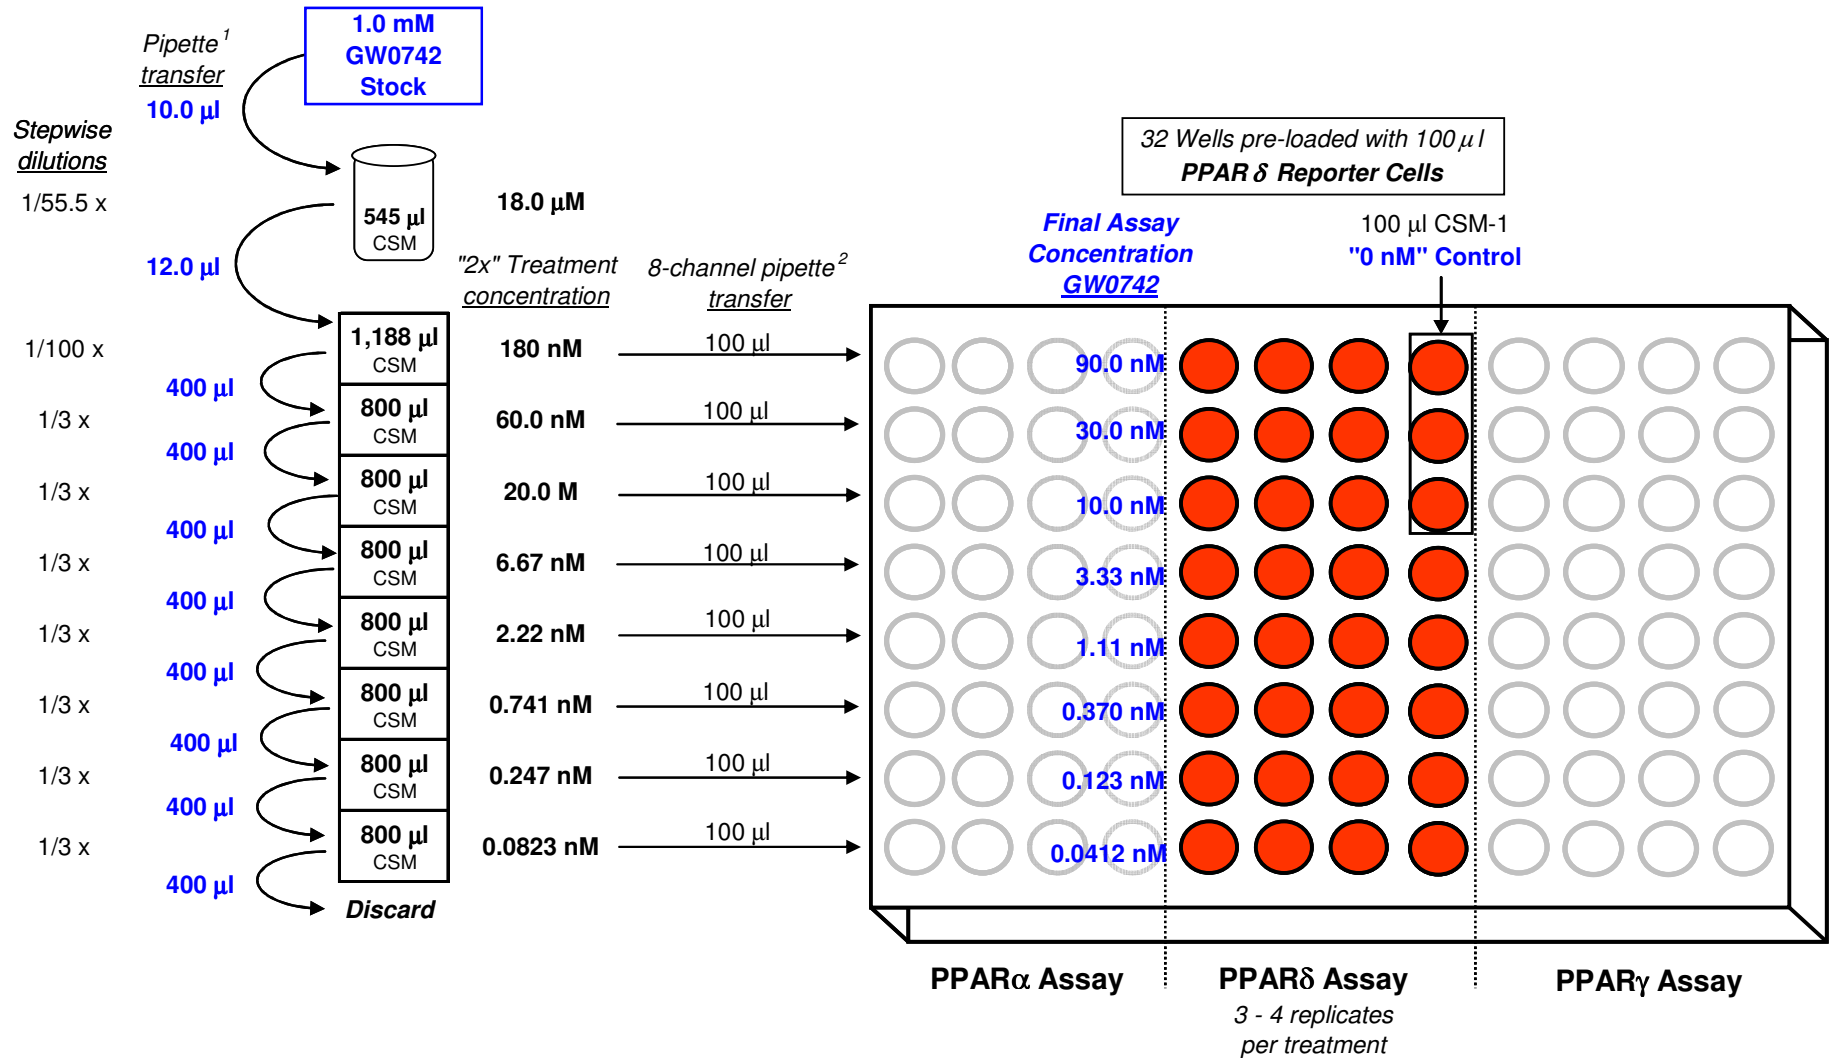 1.0 mM
GW0742
Stock
Pipette 1
transfer
10.0 µl
Stepwise
dilutions
1/55.5 x
545 µl
CSM
18.0 µM
12.0 µl
"2x" Treatment
concentration
8-channel pipette 2
transfer
32 Wells pre-loaded with 100 µl
PPAR δ Reporter Cells
Final Assay
Concentration
GW0742
100 µl CSM-1
"0 nM" Control
1/100 x
1,188 µl
CSM
180 nM
100 µl
90.0 nM
400 µl
1/3 x
800 µl
CSM
60.0 nM
100 µl
30.0 nM
400 µl
1/3 x
800 µl
CSM
20.0 M
100 µl
10.0 nM
400 µl
1/3 x
800 µl
CSM
6.67 nM
100 µl
3.33 nM
400 µl
1/3 x
800 µl
CSM
2.22 nM
100 µl
1.11 nM
400 µl
1/3 x
800 µl
CSM
0.741 nM
100 µl
0.370 nM
400 µl
1/3 x
800 µl
CSM
0.247 nM
100 µl
0.123 nM
400 µl
1/3 x
800 µl
CSM
0.0823 nM
100 µl
0.0412 nM
400 µl
Discard
PPARα Assay
PPARδ Assay
3 - 4 replicates
per treatment
PPARγ Assay